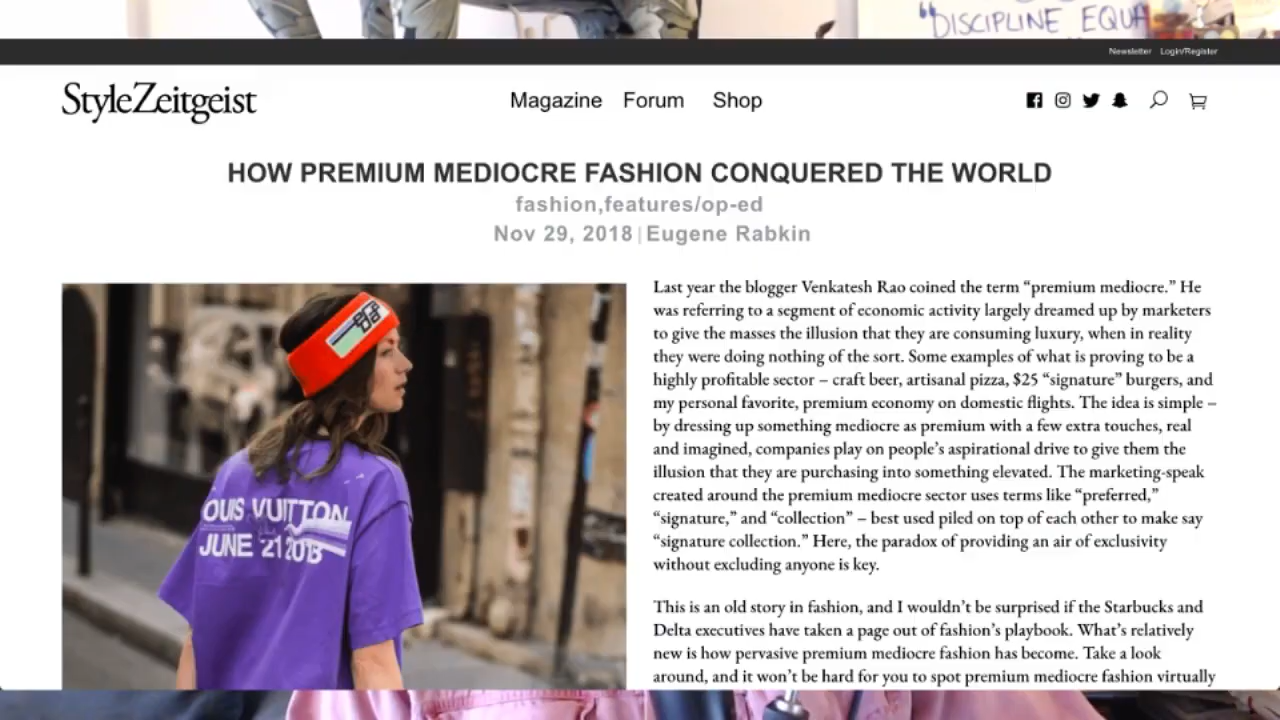 "DISCIPLINE EQUA
Newsletter Login/Register
StyleZeitgeist
Magazine Forum Shop
HOW PREMIUM MEDIOCRE FASHION CONQUERED THE WORLD
fashion,features/op-ed
Nov 29, 2018|Eugene Rabkin
Last year the blogger Venkatesh Rao coined the term “premium mediocre.” He
was referring to a segment of economic activity largely dreamed up by marketers
to give the masses the illusion that they are consuming luxury, when in reality
they were doing nothing of the sort. Some examples of what is proving to be a
highly profitable sector – craft beer, artisanal pizza, $25 “signature” burgers, and
my personal favorite, premium economy on domestic flights. The idea is simple –
by dressing up something mediocre as premium with a few extra touches, real
and imagined, companies play on people’s aspirational drive to give them the
illusion that they are purchasing into something elevated. The marketing-speak
created around the premium mediocre sector uses terms like “preferred,”
“signature,” and “collection” – best used piled on top of each other to make say
“signature collection.” Here, the paradox of providing an air of exclusivity
without excluding anyone is key.
This is an old story in fashion, and I wouldn’t be surprised if the Starbucks and
Delta executives have taken a page out of fashion’s playbook. What’s relatively
new is how pervasive premium mediocre fashion has become. Take a look
around, and it won’t be hard for you to spot premium mediocre fashion virtually
OUIS VUITTON
JUNE 21 2018